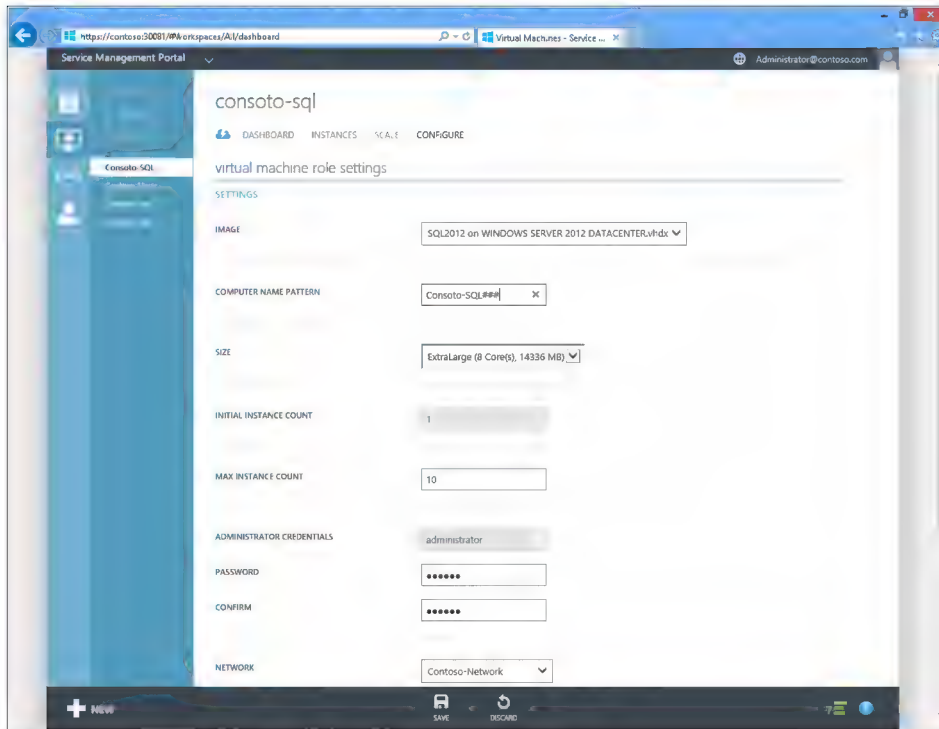 https://contoso:30081/#Workspaces/All/dashboard
Virtual Machines - Service ...
Service Management Portal
Administrator@contoso.com
consoto-sql
DASHBOARD INSTANCES SCALE CONFIGURE
Consoto-SQL
virtual machine role settings
SETTINGS
IMAGE
SQL2012 on WINDOWS SERVER 2012 DATACENTER.vhdx
COMPUTER NAME PATTERN
Consoto-SQL###
SIZE
ExtraLarge (8 Core(s), 14336 MB)
INITIAL INSTANCE COUNT
1
MAX INSTANCE COUNT
10
ADMINISTRATOR CREDENTIALS
administrator
PASSWORD
••••••
CONFIRM
••••••
NETWORK
Contoso-Network
NEW
SAVE
DISCARD